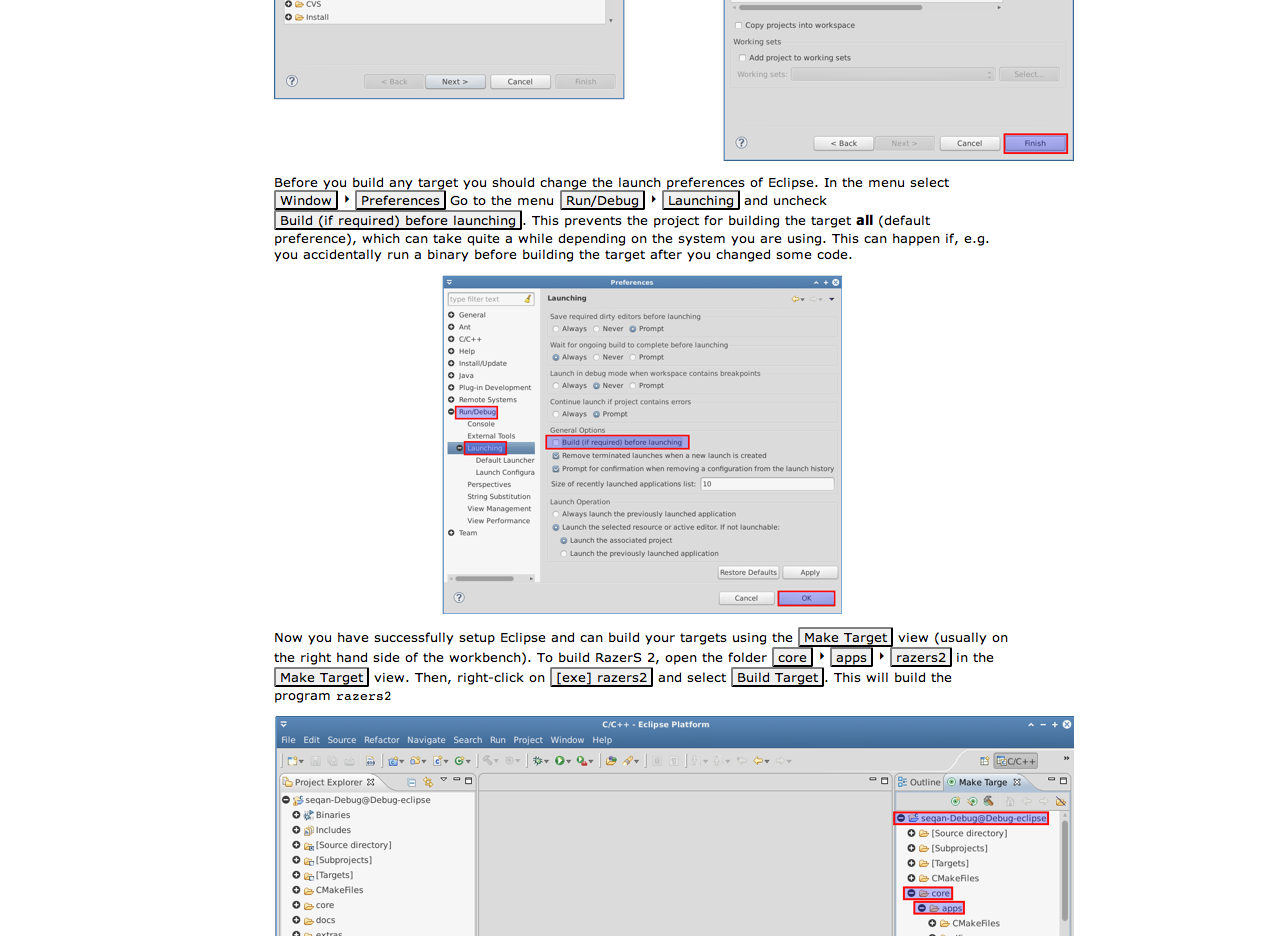 CVS
Install
< Back Next > Cancel Finish
Copy projects into workspace
Working sets
Add project to working sets
Working sets: Select...
< Back Next > Cancel Finish
Before you build any target you should change the launch preferences of Eclipse. In the menu select
Window ‣ Preferences Go to the menu Run/Debug ‣ Launching and uncheck
Build (if required) before launching. This prevents the project for building the target all (default
preference), which can take quite a while depending on the system you are using. This can happen if, e.g.
you accidentally run a binary before building the target after you changed some code.
Preferences
type filter text
General
Ant
C/C++
Help
Install/Update
Java
Plug-in Development
Remote Systems
Run/Debug
Console
External Tools
Launching
Default Launcher
Launch Configura
Perspectives
String Substitution
View Management
View Performance
Team
Launching
Save required dirty editors before launching
Always Never Prompt
Wait for ongoing build to complete before launching
Always Never Prompt
Launch in debug mode when workspace contains breakpoints
Always Never Prompt
Continue launch if project contains errors
Always Prompt
General Options
Build (if required) before launching
Remove terminated launches when a new launch is created
Prompt for confirmation when removing a configuration from the launch history
Size of recently launched applications list: 10
Launch Operation
Always launch the previously launched application
Launch the selected resource or active editor. If not launchable:
Launch the associated project
Launch the previously launched application
Restore Defaults Apply
Cancel OK
Now you have successfully setup Eclipse and can build your targets using the Make Target view (usually on
the right hand side of the workbench). To build RazerS 2, open the folder core ‣ apps ‣ razers2 in the
Make Target view. Then, right-click on [exe] razers2 and select Build Target. This will build the
program razers2
C/C++ - Eclipse Platform
File Edit Source Refactor Navigate Search Run Project Window Help
C/C++
Project Explorer
seqan-Debug@Debug-eclipse
Binaries
Includes
[Source directory]
[Subprojects]
[Targets]
CMakeFiles
core
docs
extras
Outline Make Targe
seqan-Debug@Debug-eclipse
[Source directory]
[Subprojects]
[Targets]
CMakeFiles
core
apps
CMakeFiles